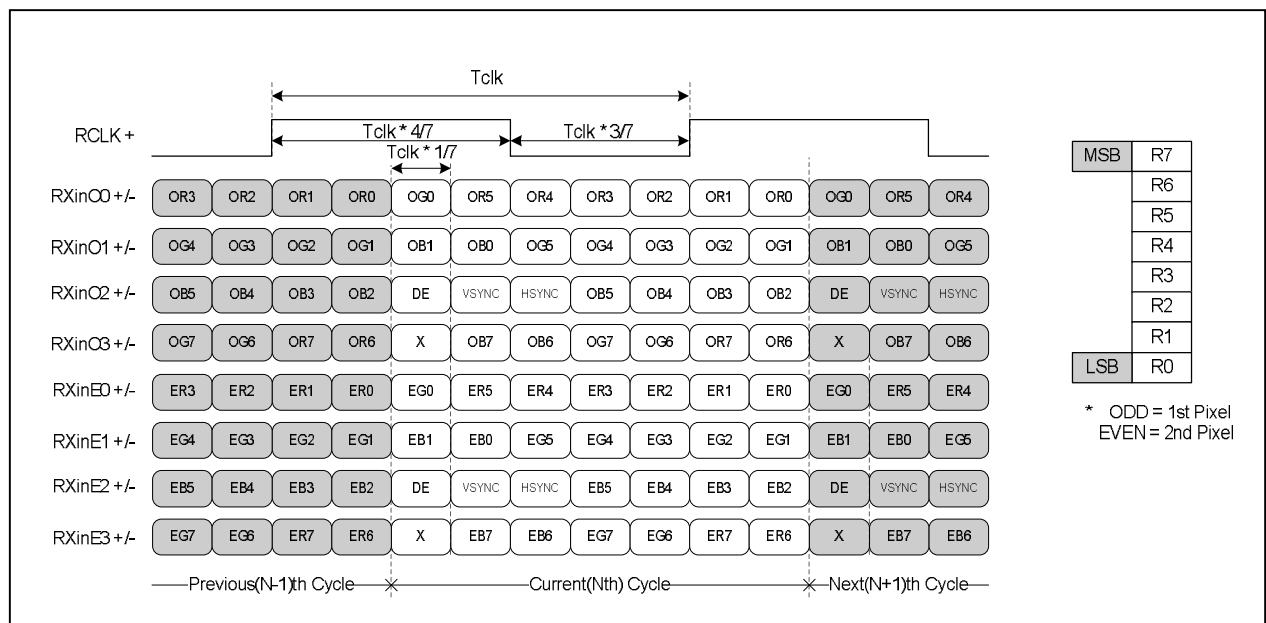 Tclk
RCLK +
Tclk * 4/7
Tclk * 3/7
Tclk * 1/7
RXinO0 +/- OR3 OR2 OR1 OR0 OG0 OR5 OR4 OR3 OR2 OR1 OR0 OG0 OR5 OR4
RXinO1 +/- OG4 OG3 OG2 OG1 OB1 OB0 OG5 OG4 OG3 OG2 OG1 OB1 OB0 OG5
RXinO2 +/- OB5 OB4 OB3 OB2 DE VSYNC HSYNC OB5 OB4 OB3 OB2 DE VSYNC HSYNC
RXinO3 +/- OG7 OG6 OR7 OR6 X OB7 OB6 OG7 OG6 OR7 OR6 X OB7 OB6
RXinE0 +/- ER3 ER2 ER1 ER0 EG0 ER5 ER4 ER3 ER2 ER1 ER0 EG0 ER5 ER4
RXinE1 +/- EG4 EG3 EG2 EG1 EB1 EB0 EG5 EG4 EG3 EG2 EG1 EB1 EB0 EG5
RXinE2 +/- EB5 EB4 EB3 EB2 DE VSYNC HSYNC EB5 EB4 EB3 EB2 DE VSYNC HSYNC
RXinE3 +/- EG7 EG6 ER7 ER6 X EB7 EB6 EG7 EG6 ER7 ER6 X EB7 EB6
Previous(N-1)th Cycle Current(Nth) Cycle Next(N+1)th Cycle
MSB R7
R6
R5
R4
R3
R2
R1
LSB R0
* ODD = 1st Pixel
EVEN = 2nd Pixel